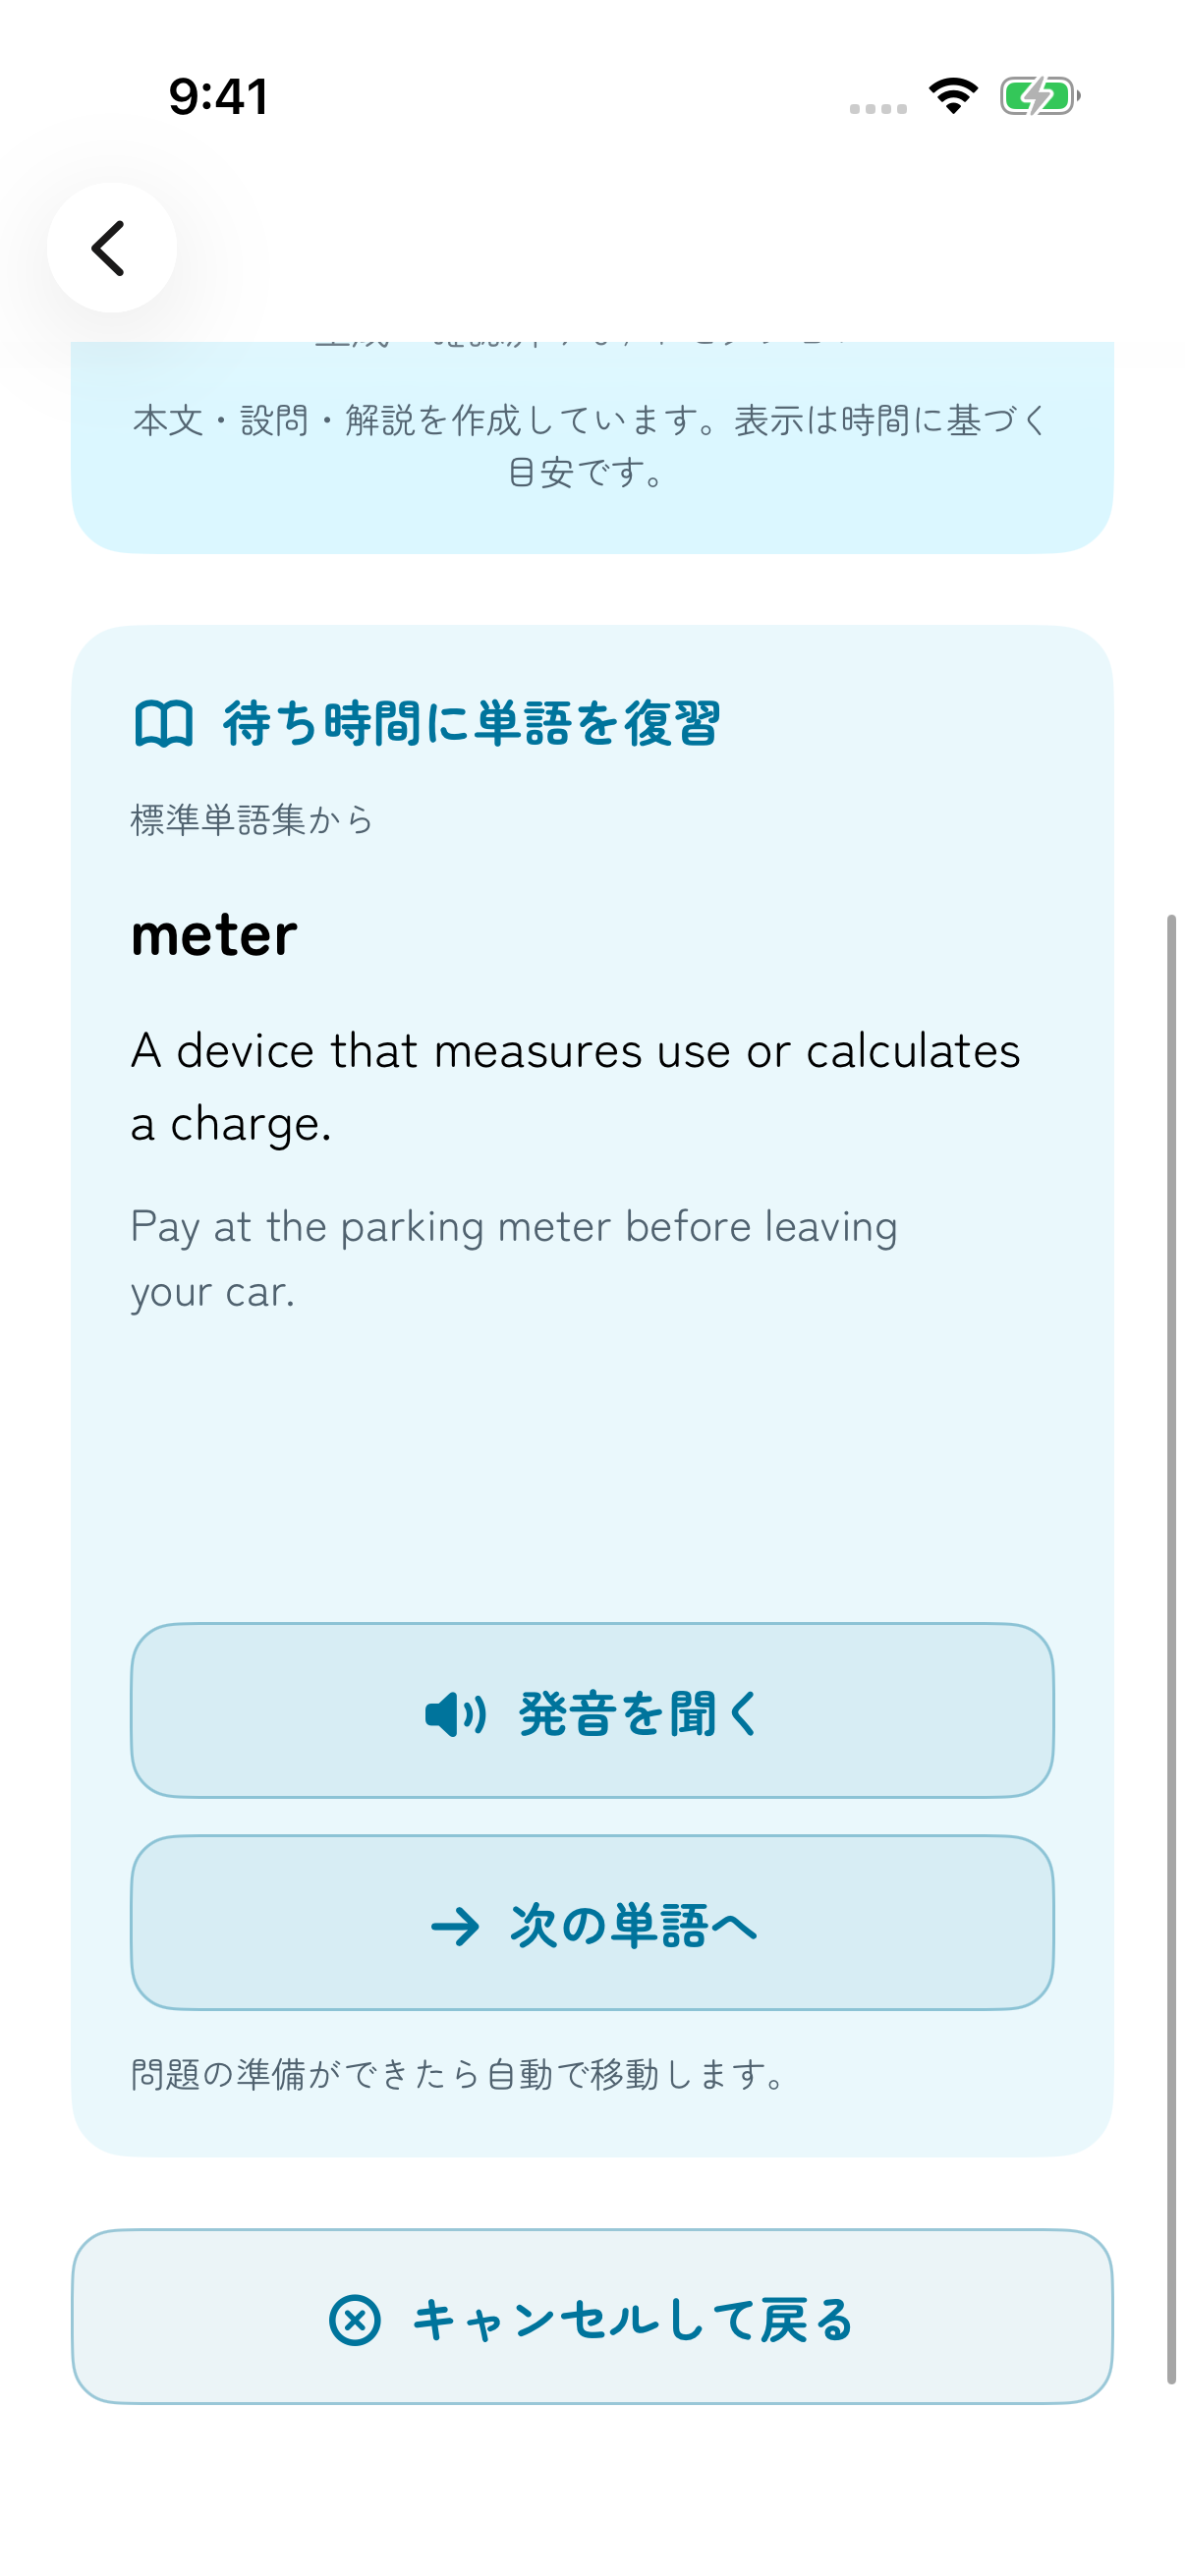 9:41
本文・設問・解説を作成しています。表示は時間に基づく
目安です。
待ち時間に単語を復習
標準単語集から
meter
A device that measures use or calculates
a charge.
Pay at the parking meter before leaving
your car.
発音を聞く
次の単語へ
問題の準備ができたら自動で移動します。
キャンセルして戻る